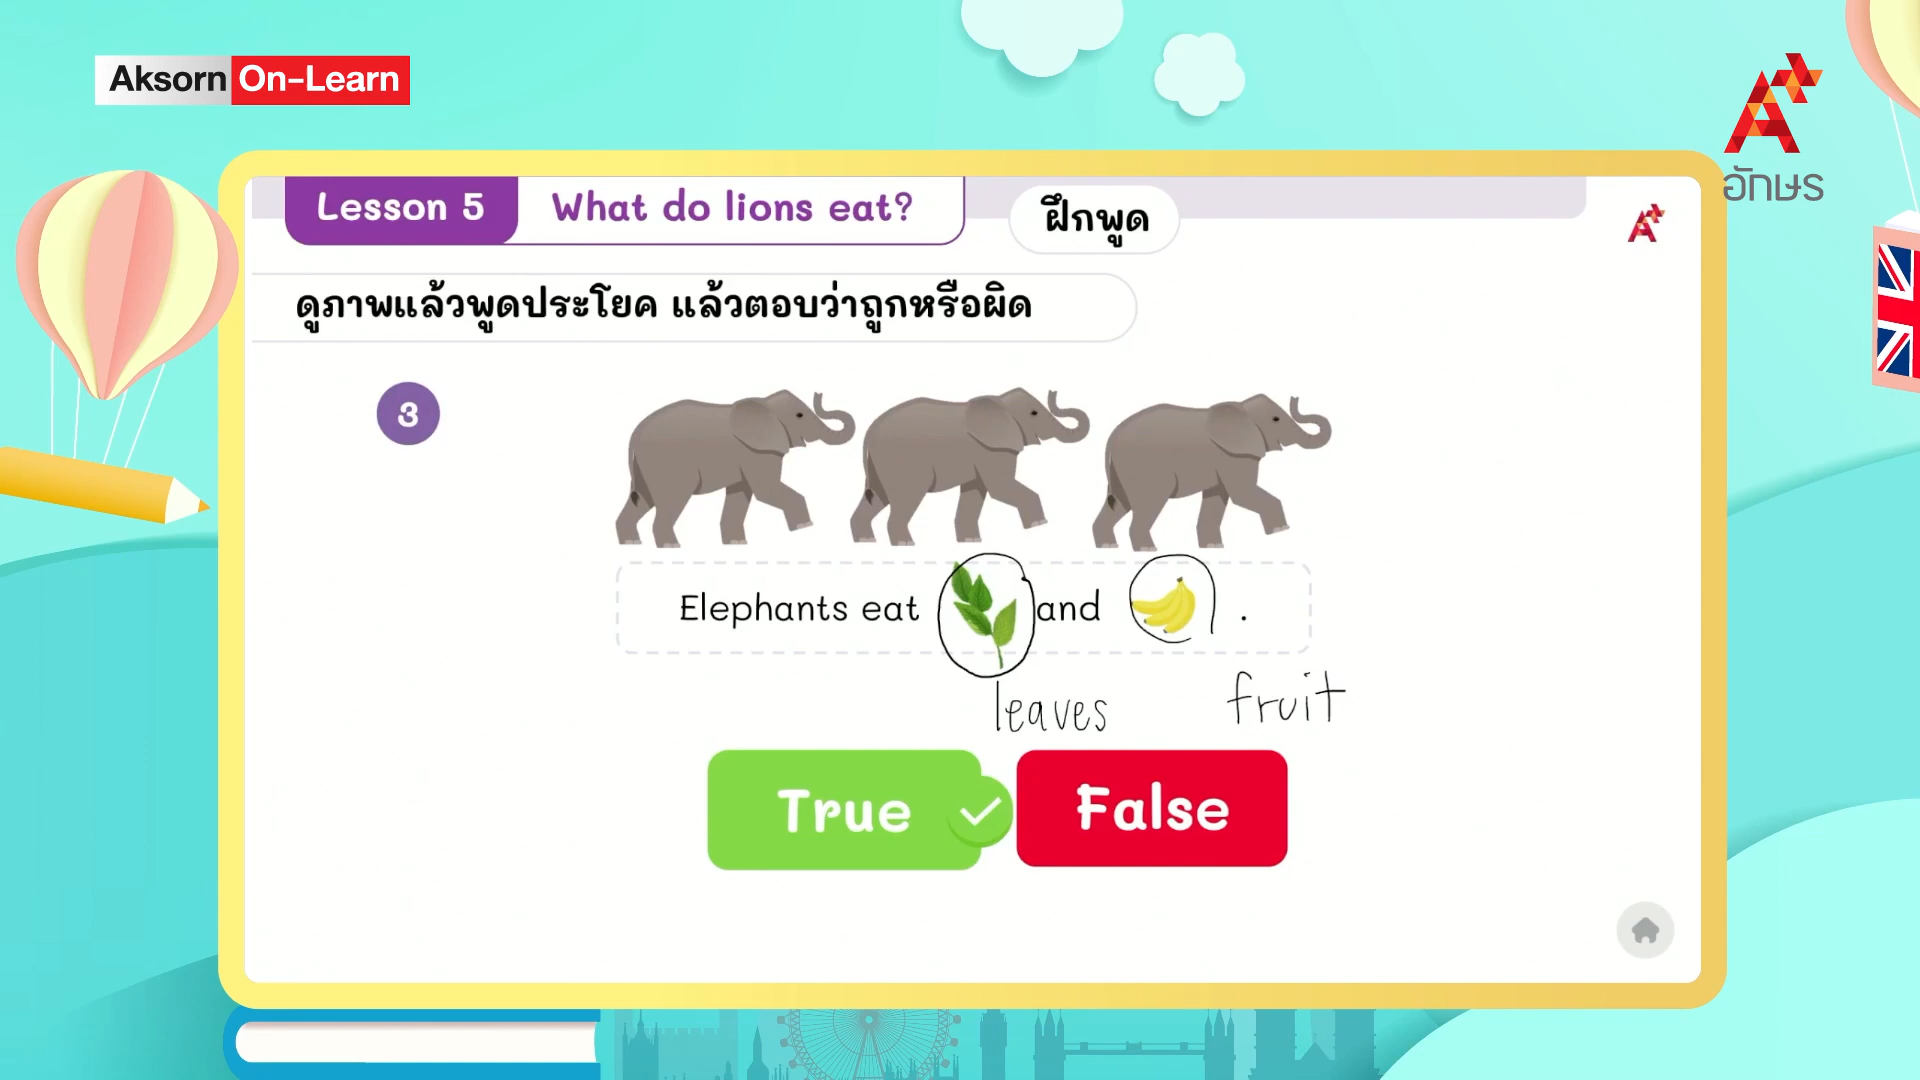 Aksorn On-Learn
อักษร
Lesson 5 What do lions eat? ฝึกพูด
ดูภาพแล้วพูดประโยค แล้วตอบว่าถูกหรือผิด
3
Elephants eat and .
leaves fruit
True False